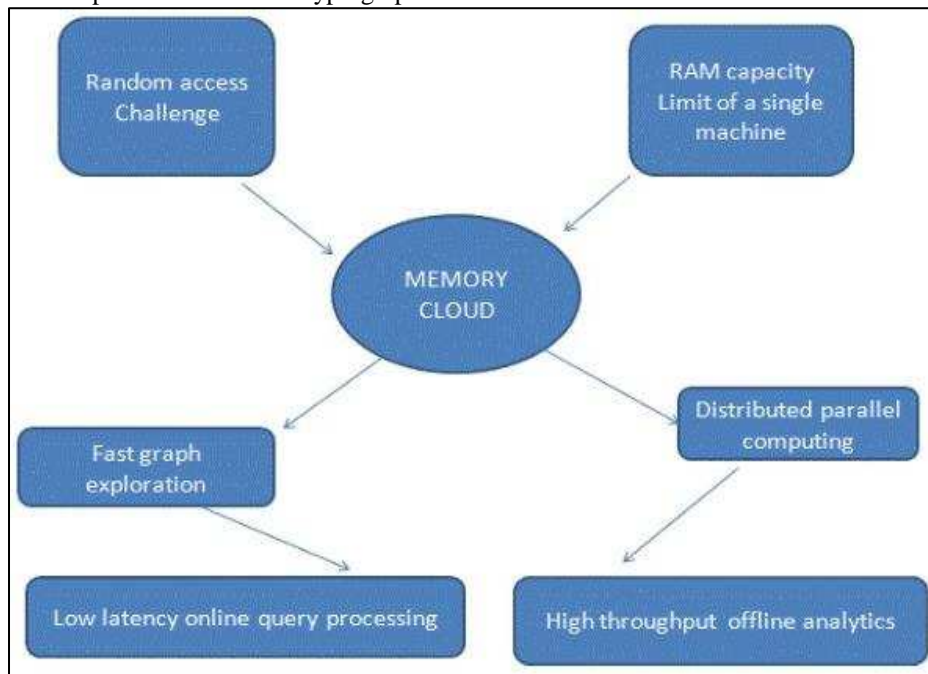 Random access
Challenge
RAM capacity
Limit of a single
machine
MEMORY
CLOUD
Distributed parallel
computing
Fast graph
exploration
Low latency online query processing
High throughput offline analytics